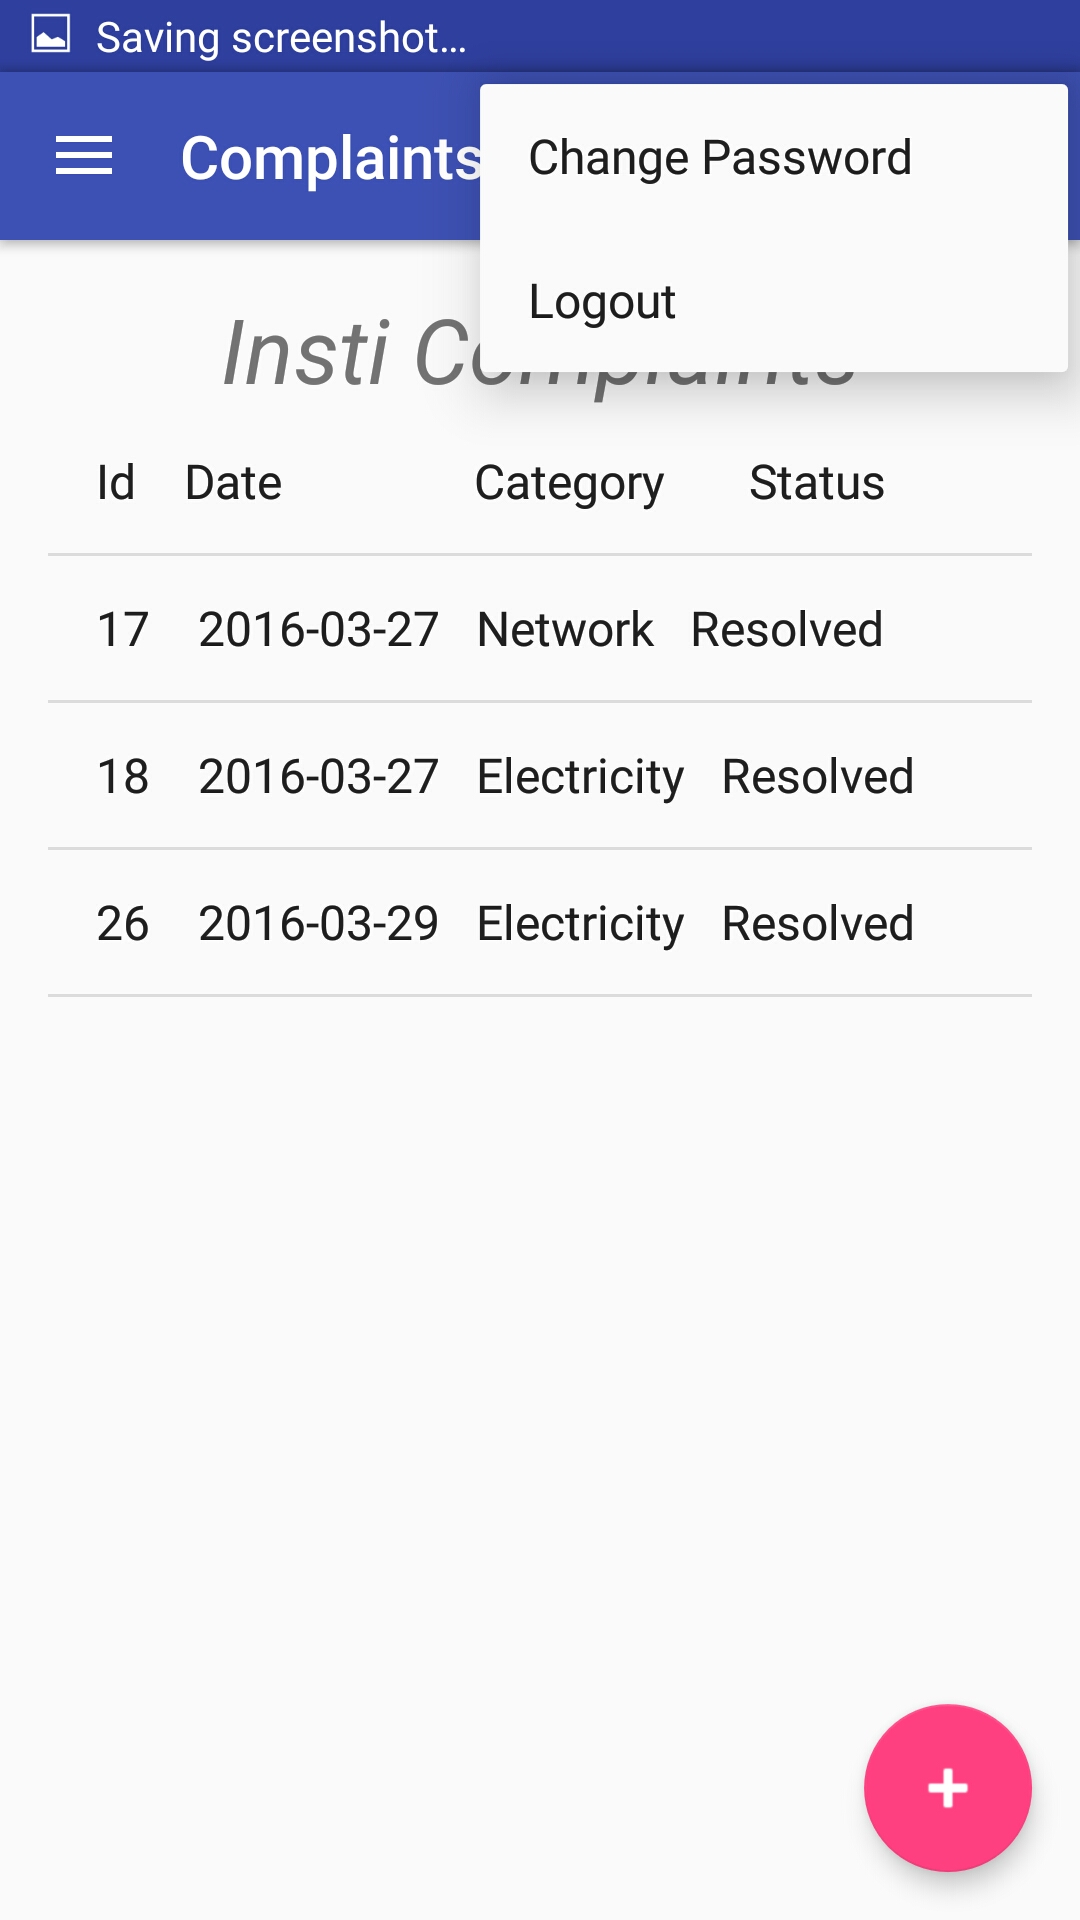 Saving screenshot...
Complaints
Change Password
Logout
Insti Complaints
Id Date Category Status
17 2016-03-27 Network Resolved
18 2016-03-27 Electricity Resolved
26 2016-03-29 Electricity Resolved